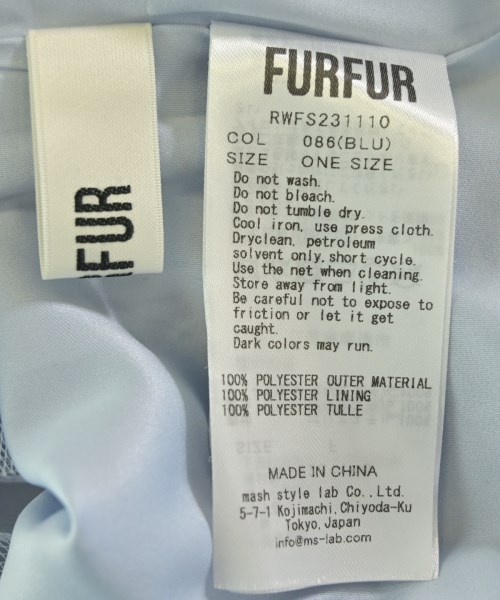 FURFUR
RWFS231110
COL 086(BLU)
SIZE ONE SIZE
Do not wash.
Do not bleach.
Do not tumble dry.
Cool iron, use press cloth.
Dryclean, petroleum
solvent only, short cycle.
Use the net when cleaning.
Store away from light.
Be careful not to expose to
friction or let it get
caught.
Dark colors may run.
100% POLYESTER OUTER MATERIAL
100% POLYESTER LINING
100% POLYESTER TULLE
MADE IN CHINA
mash style lab Co.,Ltd.
5-7-1 Kojimachi, Chiyoda-Ku
Tokyo, Japan
info@ms-lab.com
RFUR